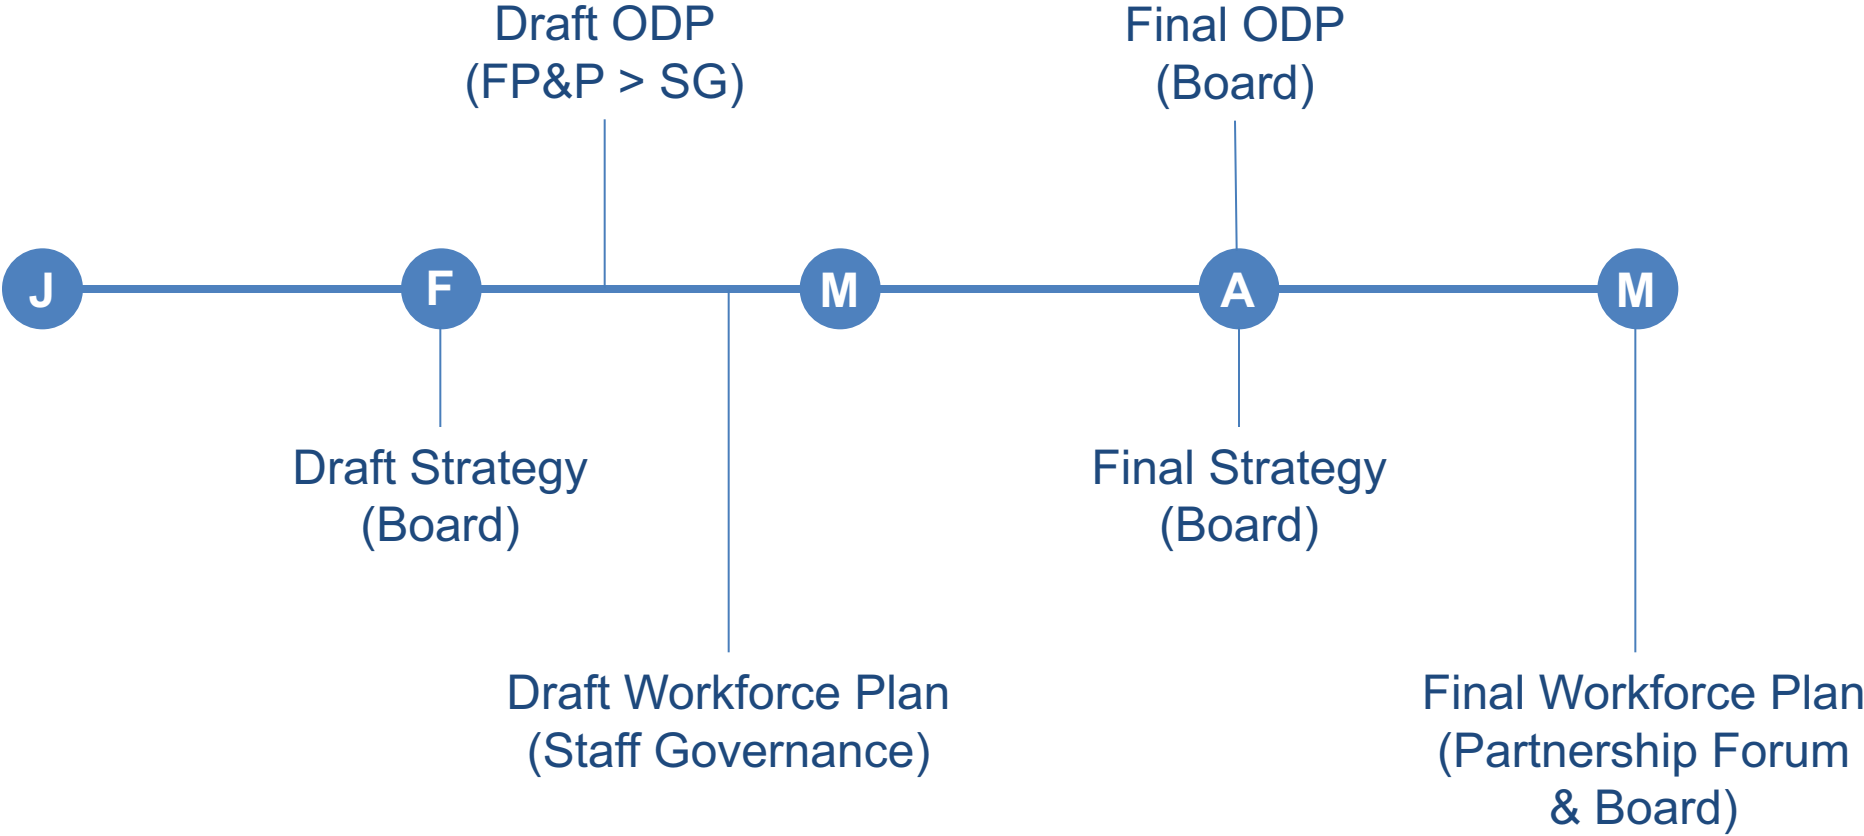 Draft ODP
(FP&P > SG)
Final ODP
(Board)
J
F
M
A
M
Draft Strategy
(Board)
Final Strategy
(Board)
Draft Workforce Plan
(Staff Governance)
Final Workforce Plan
(Partnership Forum
& Board)